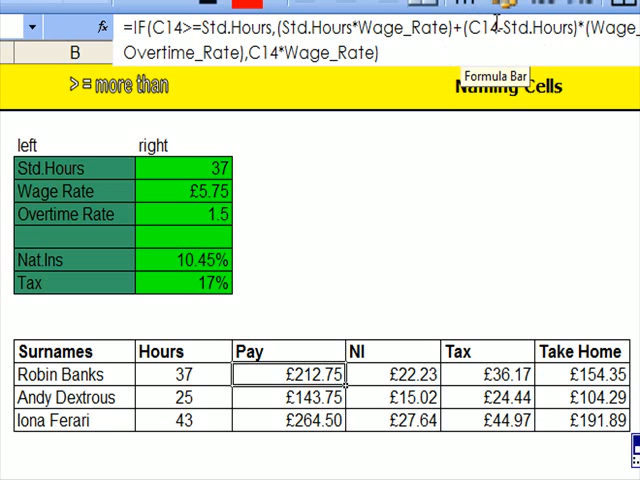 fx =IF(C14>=Std.Hours,(Std.Hours*Wage_Rate)+(C14-Std.Hours)*(Wage_
Overtime_Rate),C14*Wage_Rate)
B
Formula Bar
> = more than Naming Cells
left right
Std.Hours 37
Wage Rate £5.75
Overtime Rate 1.5
Nat.Ins 10.45%
Tax 17%
Surnames Hours Pay NI Tax Take Home
Robin Banks 37 £212.75 £22.23 £36.17 £154.35
Andy Dextrous 25 £143.75 £15.02 £24.44 £104.29
Iona Ferari 43 £264.50 £27.64 £44.97 £191.89